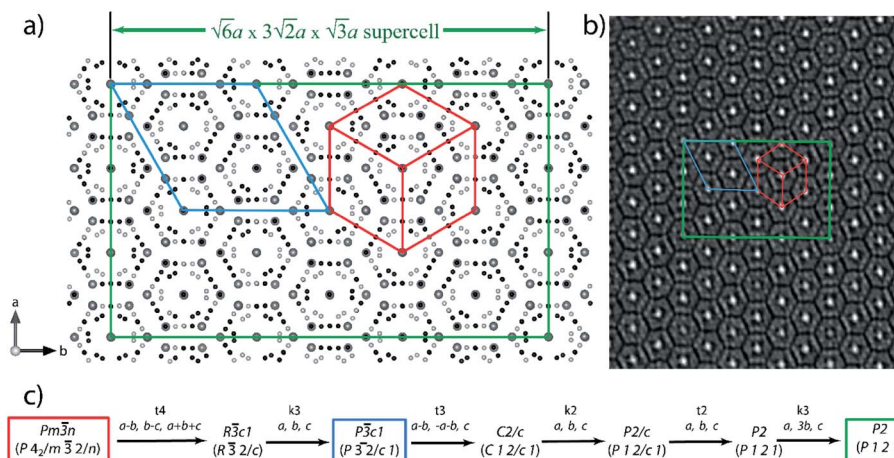 a)
√6a x 3√2a x √3a supercell
b)
a
b
c)
t4 k3 t3 k2 t2 k3
Pm3̅n a-b, b-c, a+b+c R3̅c1 a, b, c P3̅c1 a-b, -a-b, c C2/c a, b, c P2/c a, b, c P2 a, 3b, c P2
(P 4₂/m 3̅ 2/n) (R 3̅ 2/c) (P 3̅ 2/c 1) (C 1 2/c 1) (P 1 2/c 1) (P 1 2 1) (P 1 2